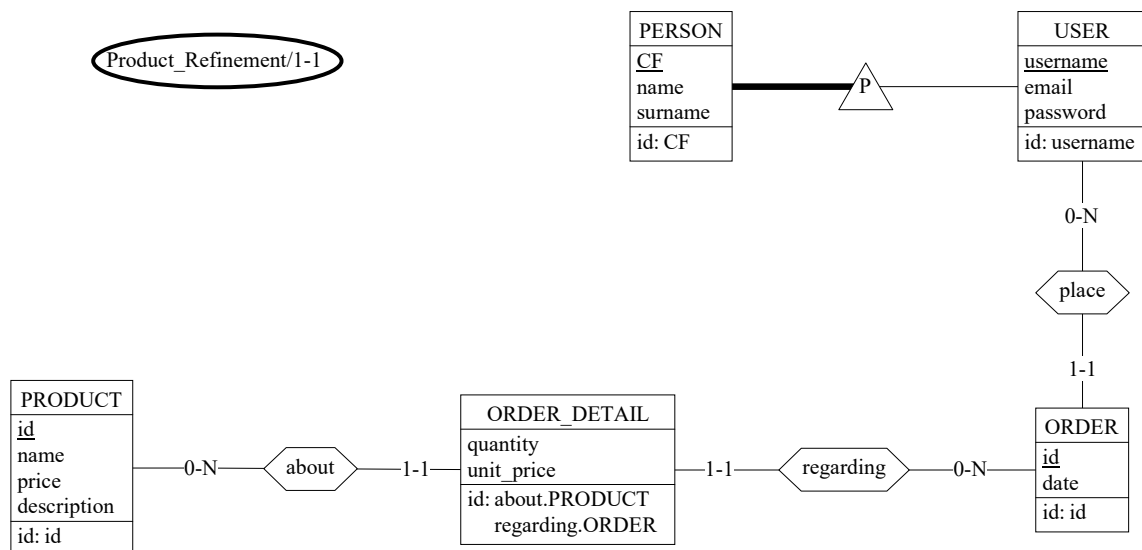 Product_Refinement/1-1
PERSON
CF
name
surname
id: CF
P
USER
username
email
password
id: username
0-N
place
1-1
PRODUCT
id
name
price
description
id: id
0-N
about
1-1
ORDER_DETAIL
quantity
unit_price
id: about.PRODUCT
regarding.ORDER
1-1
regarding
0-N
ORDER
id
date
id: id